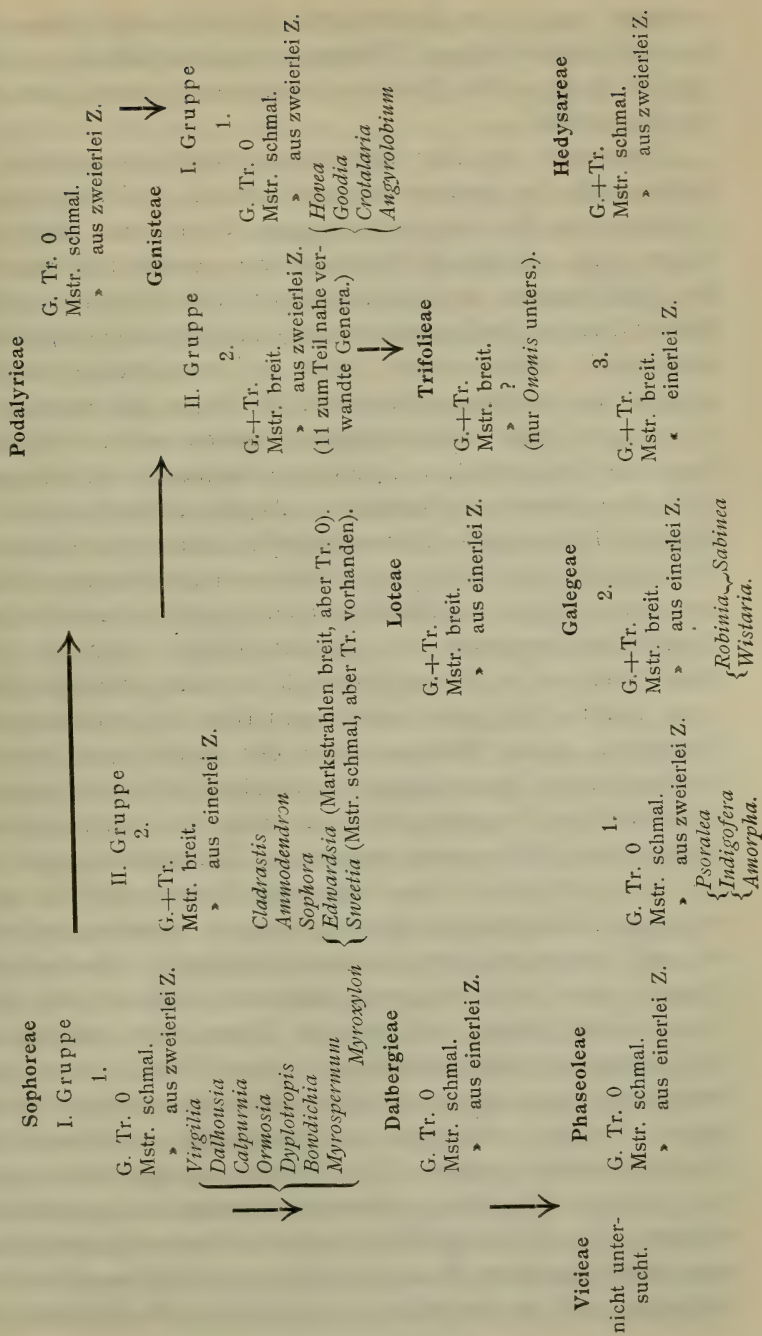 Podalyrieae
G. Tr. 0
Mstr. schmal.
» aus zweierlei Z.
Sophoreae
I. Gruppe
1.
G. Tr. 0
Mstr. schmal.
» aus zweierlei Z.
Virgilia
Dalhousia
Calpurnia
Ormosia
Dyplotropis
Bowdichia
Myrospermum
Myroxylon
II. Gruppe
2.
G.+Tr.
Mstr. breit.
» aus einerlei Z.
Cladrastis
Ammodendron
Sophora
Edwardsia (Markstrahlen breit, aber Tr. 0).
Sweetia (Mstr. schmal, aber Tr. vorhanden).
Genisteae
II. Gruppe
2.
G.+Tr.
Mstr. breit.
» aus zweierlei Z.
(11 zum Teil nahe ver-
wandte Genera.)
I. Gruppe
1.
G. Tr. 0
Mstr. schmal.
» aus zweierlei Z.
Hovea
Goodia
Crotalaria
Angyrolobium
Dalbergieae
G. Tr. 0
Mstr. schmal.
» aus einerlei Z.
Loteae
G.+Tr.
Mstr. breit.
» aus einerlei Z.
Trifolieae
G.+Tr.
Mstr. breit.
» ?
(nur Ononis unters.).
Vicieae
nicht unter-
sucht.
Phaseoleae
G. Tr. 0
Mstr. schmal.
» aus einerlei Z.
Galegeae
1.
G. Tr. 0
Mstr. schmal.
» aus zweierlei Z.
Psoralea
Indigofera
Amorpha.
2.
G.+Tr.
Mstr. breit.
» aus einerlei Z.
Robinia Sabinea
Wistaria.
3.
G.+Tr.
Mstr. breit.
« einerlei Z.
Hedysareae
G.+Tr.
Mstr. schmal.
» aus zweierlei Z.